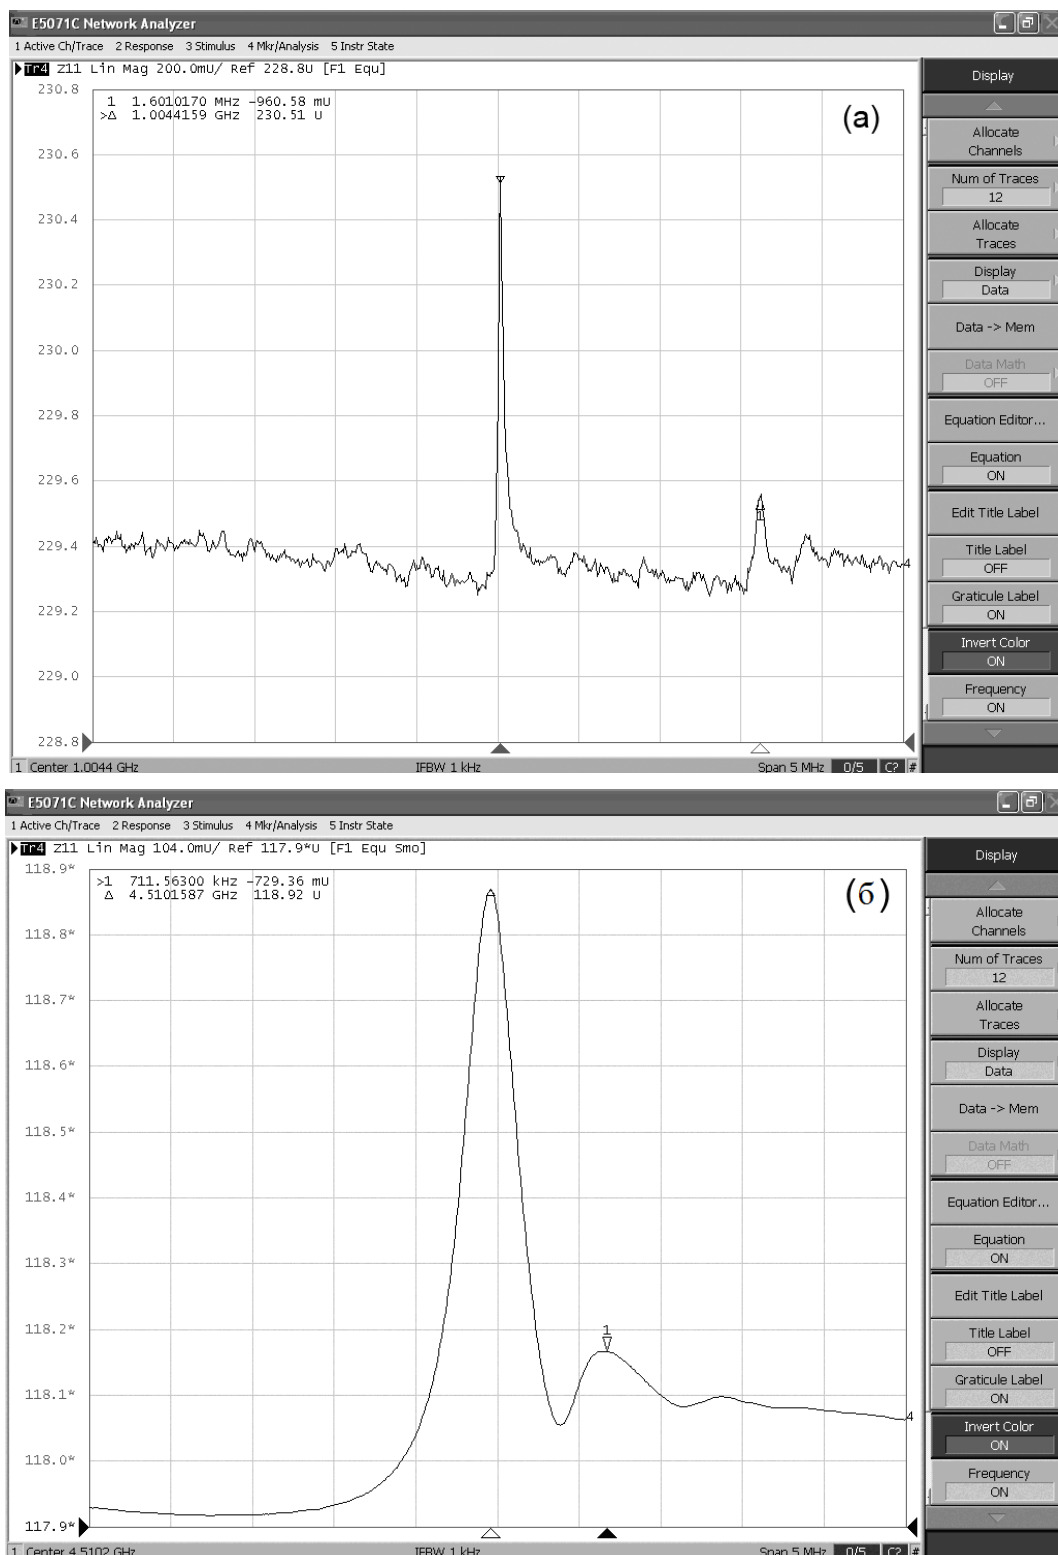 E5071C Network Analyzer
1 Active Ch/Trace 2 Response 3 Stimulus 4 Mkr/Analysis 5 Instr State
Tr4 Z11 Lin Mag 200.0mU/ Ref 228.8U [F1 Equ]
230.8
230.6
230.4
230.2
230.0
229.8
229.6
229.4
229.2
229.0
228.8
1 1.6010170 MHz -960.58 mU
>Δ 1.0044159 GHz 230.51 U
(а)
1
4
1 Center 1.0044 GHz IFBW 1 kHz Span 5 MHz 0/5 C? #
Display
Allocate
Channels
Num of Traces
12
Allocate
Traces
Display
Data
Data -> Mem
Data Math
OFF
Equation Editor...
Equation
ON
Edit Title Label
Title Label
OFF
Graticule Label
ON
Invert Color
ON
Frequency
ON
E5071C Network Analyzer
1 Active Ch/Trace 2 Response 3 Stimulus 4 Mkr/Analysis 5 Instr State
Tr4 Z11 Lin Mag 104.0mU/ Ref 117.9*U [F1 Equ Smo]
118.9*
118.8*
118.7*
118.6*
118.5*
118.4*
118.3*
118.2*
118.1*
118.0*
117.9*
>1 711.56300 kHz -729.36 mU
Δ 4.5101587 GHz 118.92 U
(б)
1
4
1 Center 4.5102 GHz IFBW 1 kHz Span 5 MHz 0/5 C? #
Display
Allocate
Channels
Num of Traces
12
Allocate
Traces
Display
Data
Data -> Mem
Data Math
OFF
Equation Editor...
Equation
ON
Edit Title Label
Title Label
OFF
Graticule Label
ON
Invert Color
ON
Frequency
ON